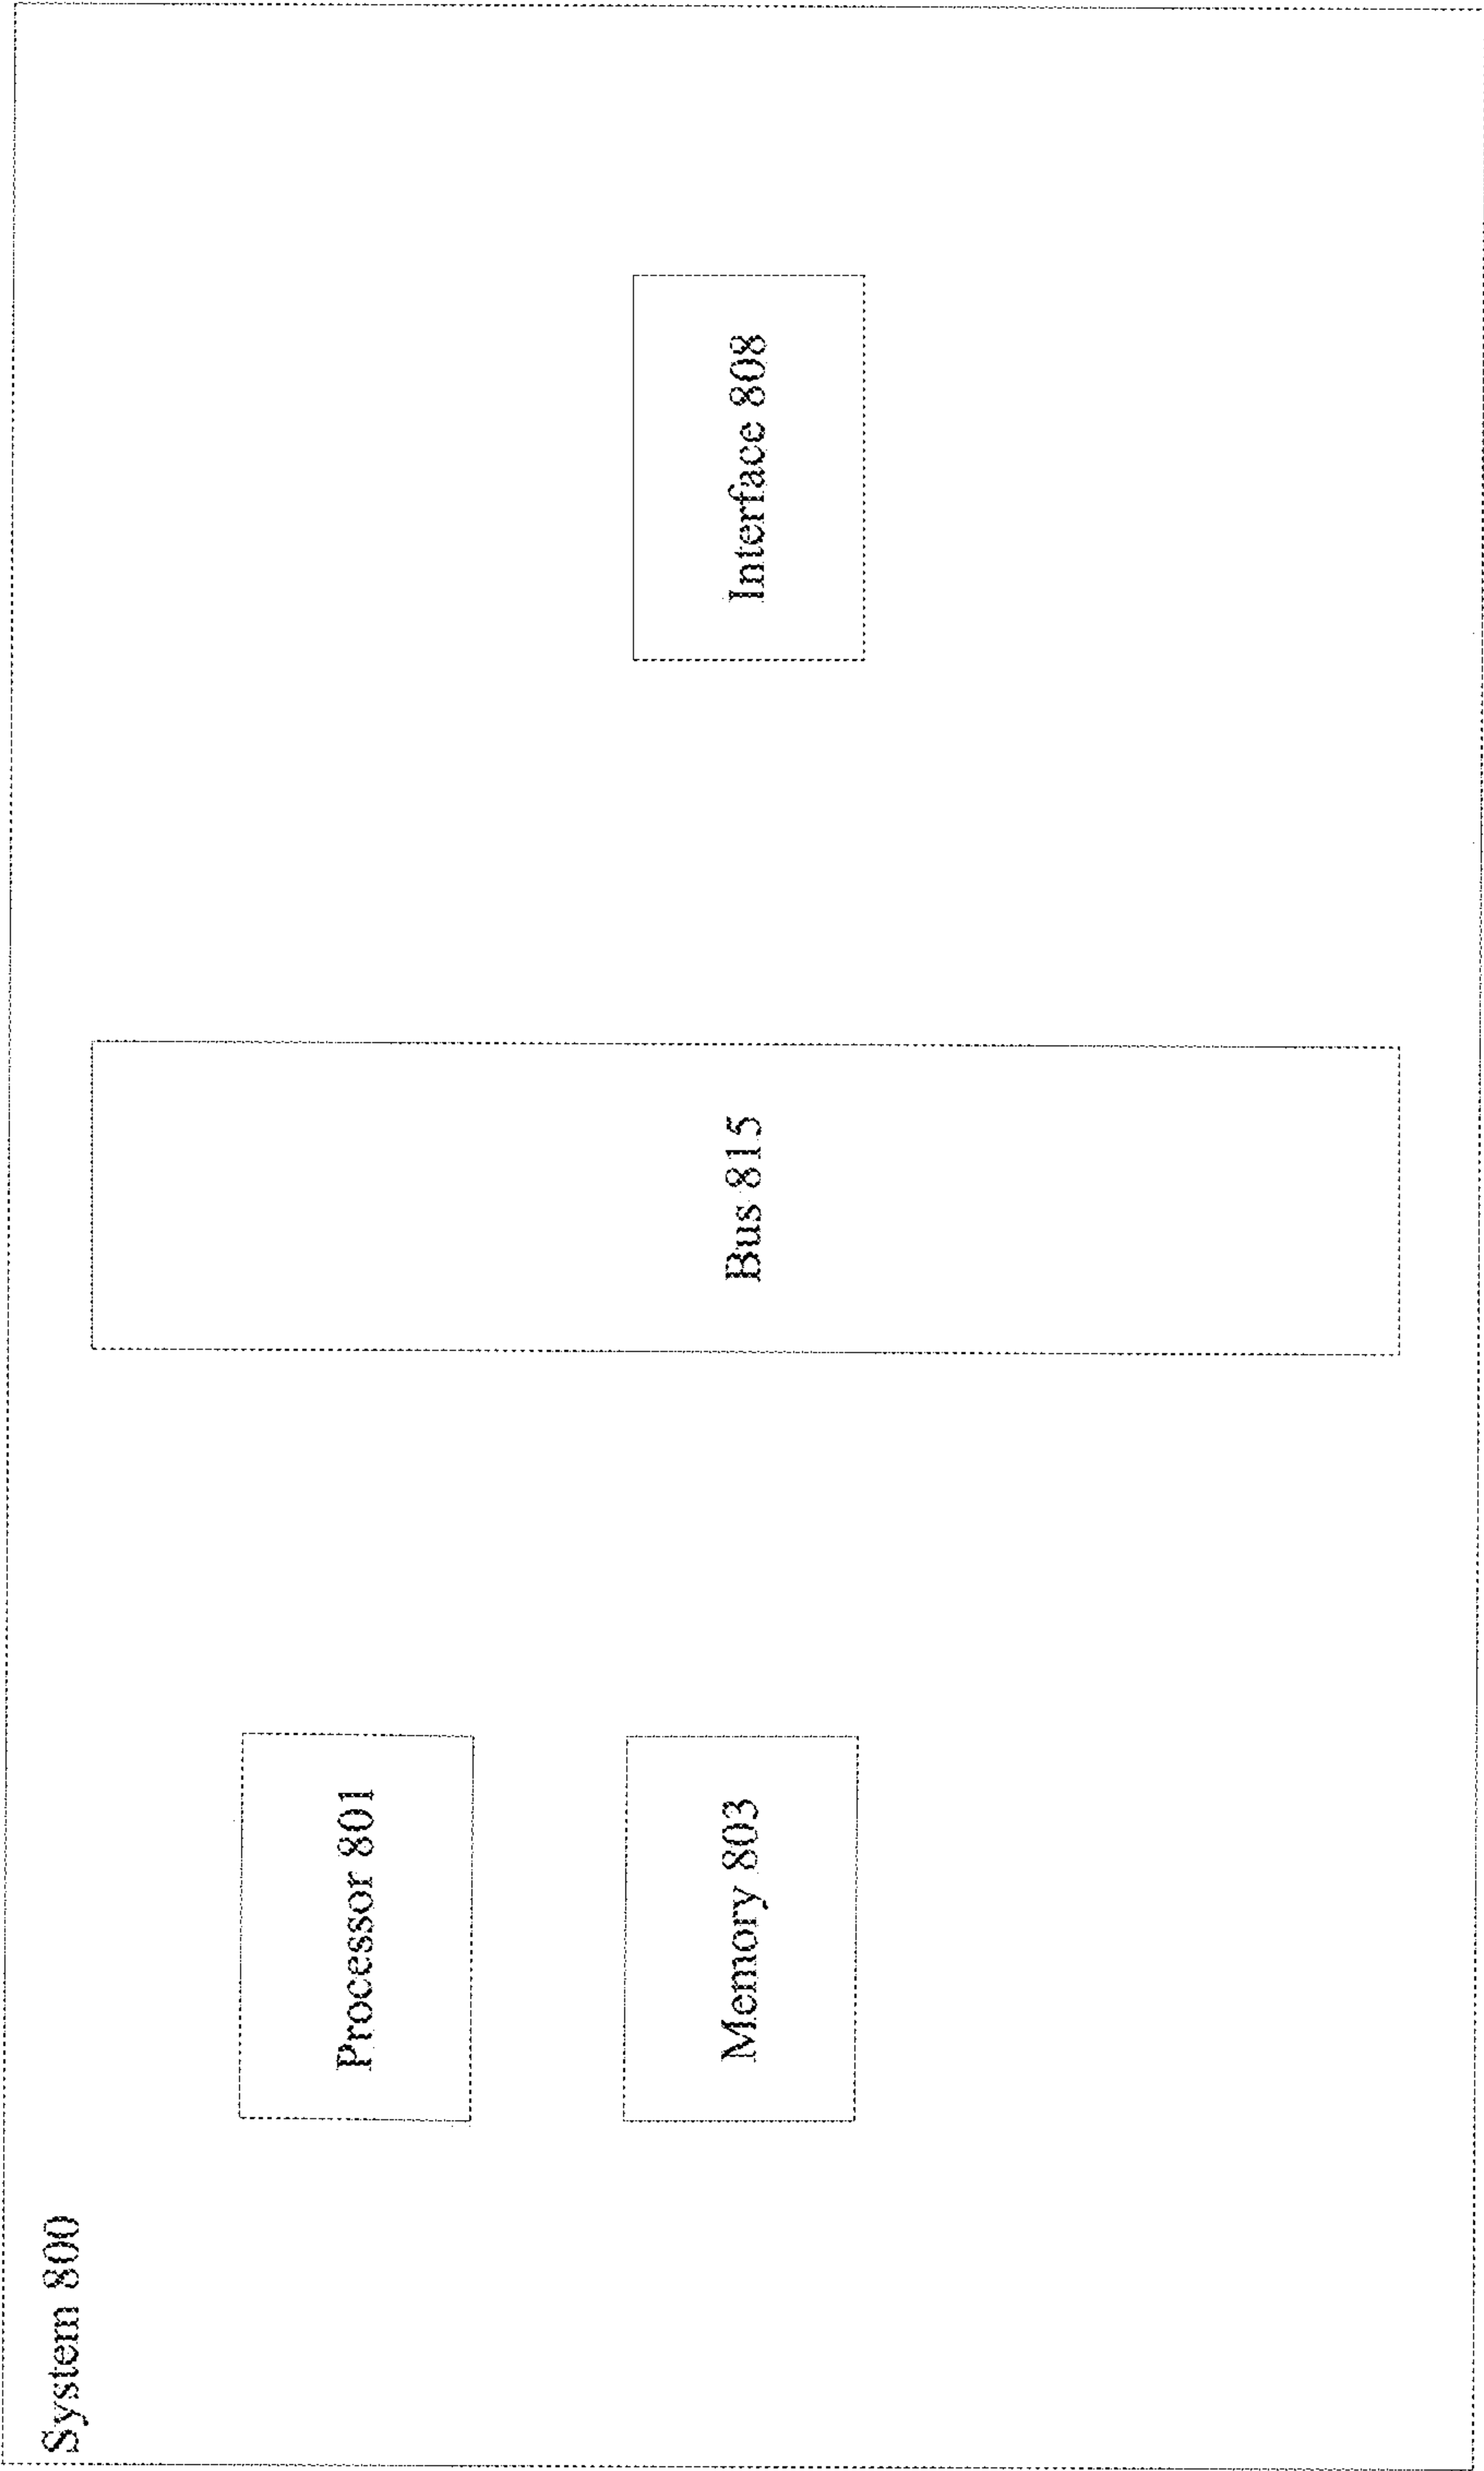 System 800
Processor 801
Memory 803
Bus 815
Interface 808